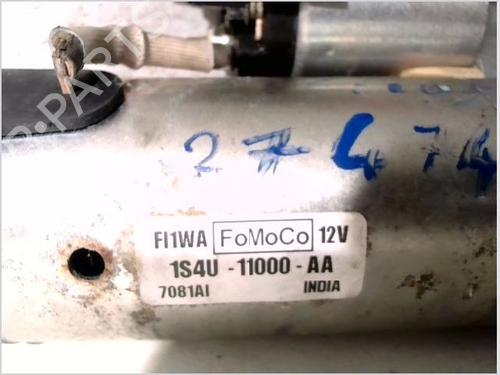 27474
FI1WA FoMoCo 12V
1S4U -11000-AA
7081AI INDIA